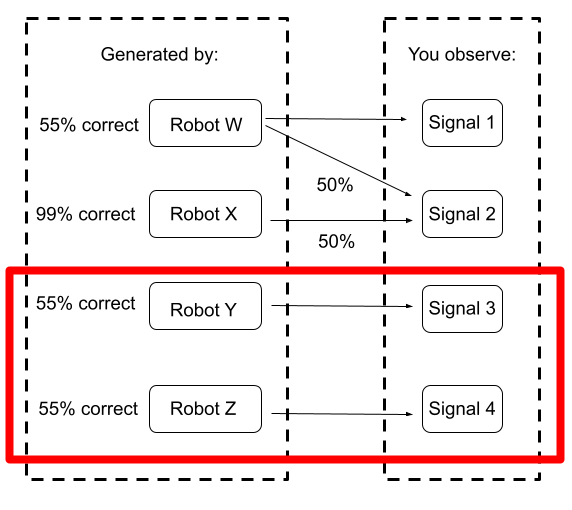 Generated by:
You observe:
55% correct
Robot W
Signal 1
50%
99% correct
Robot X
Signal 2
50%
55% correct
Robot Y
Signal 3
55% correct
Robot Z
Signal 4